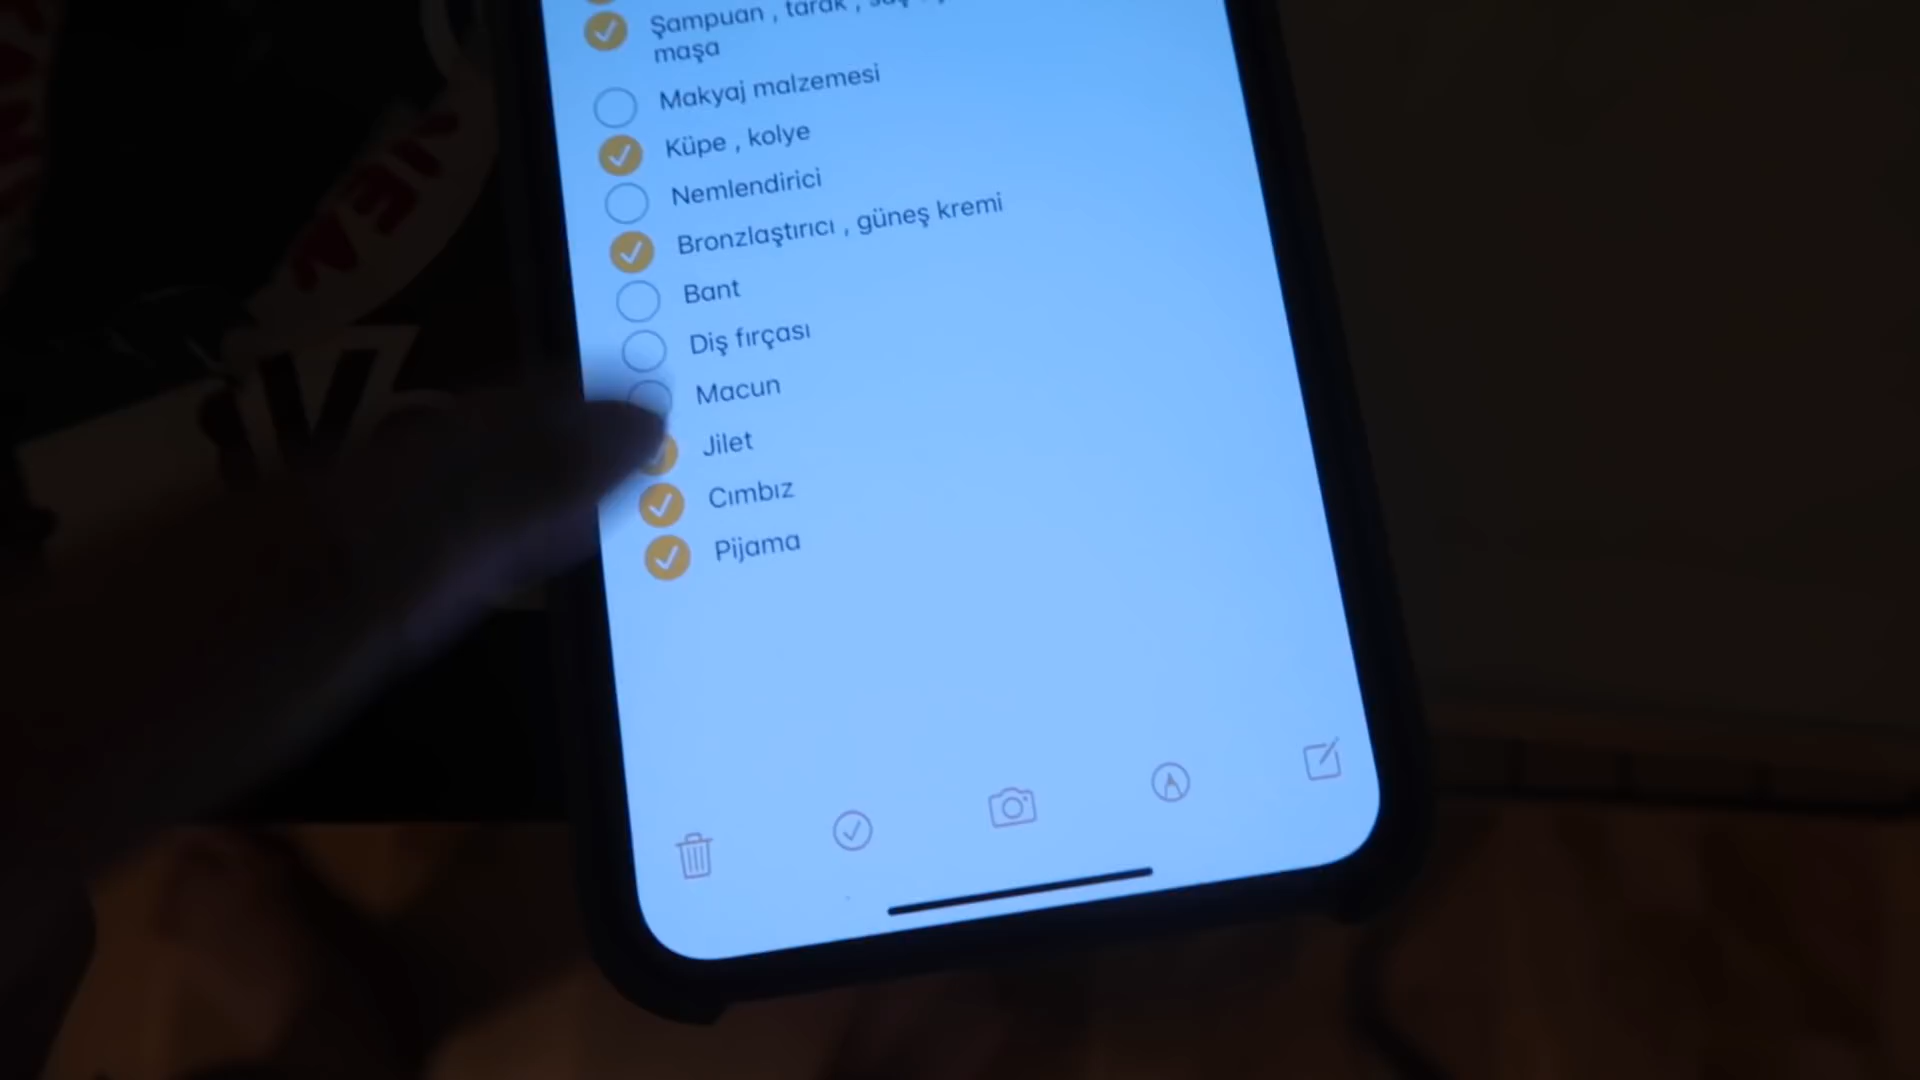 Şampuan , tarak ,
maşa
Makyaj malzemesi
Küpe , kolye
Nemlendirici
Bronzlaştırıcı , güneş kremi
Bant
Diş fırçası
Macun
Jilet
Cımbız
Pijama